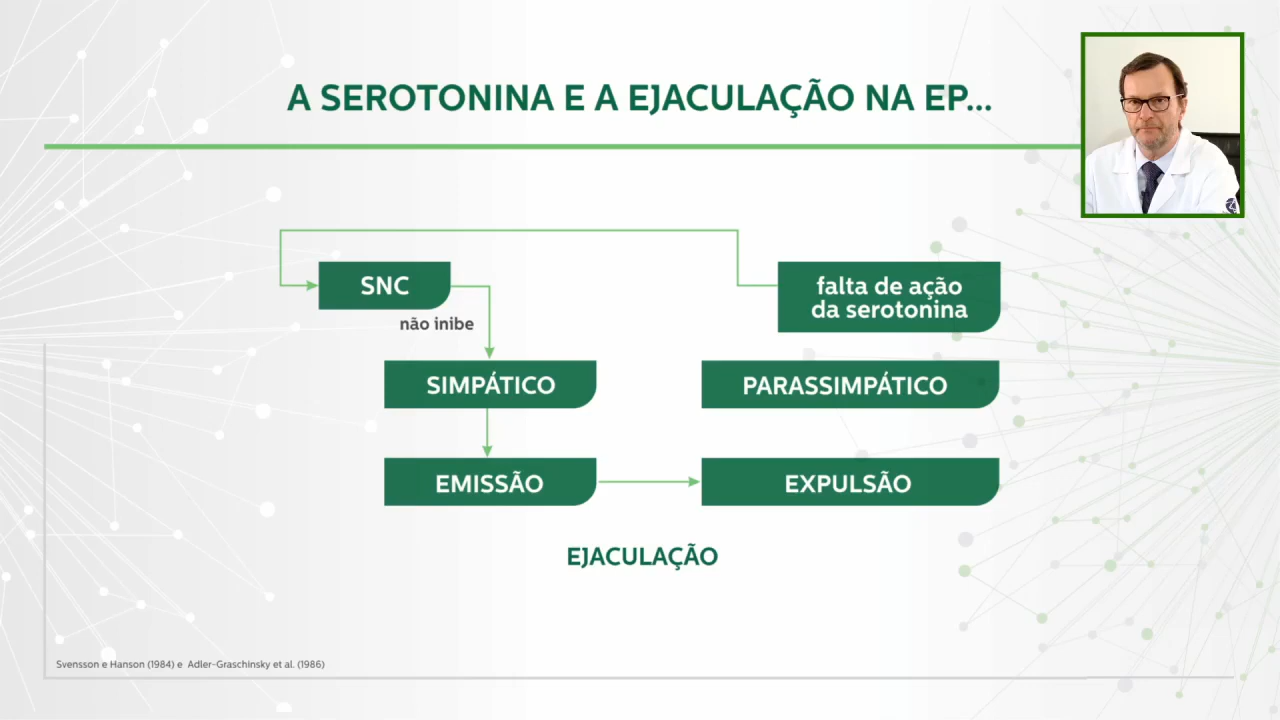 A SEROTONINA E A EJACULAÇÃO NA EP...
SNC
falta de ação
da serotonina
não inibe
SIMPÁTICO
PARASSIMPÁTICO
EMISSÃO
EXPULSÃO
EJACULAÇÃO
Svensson e Hanson (1984) e Adler-Graschinsky et al. (1986)